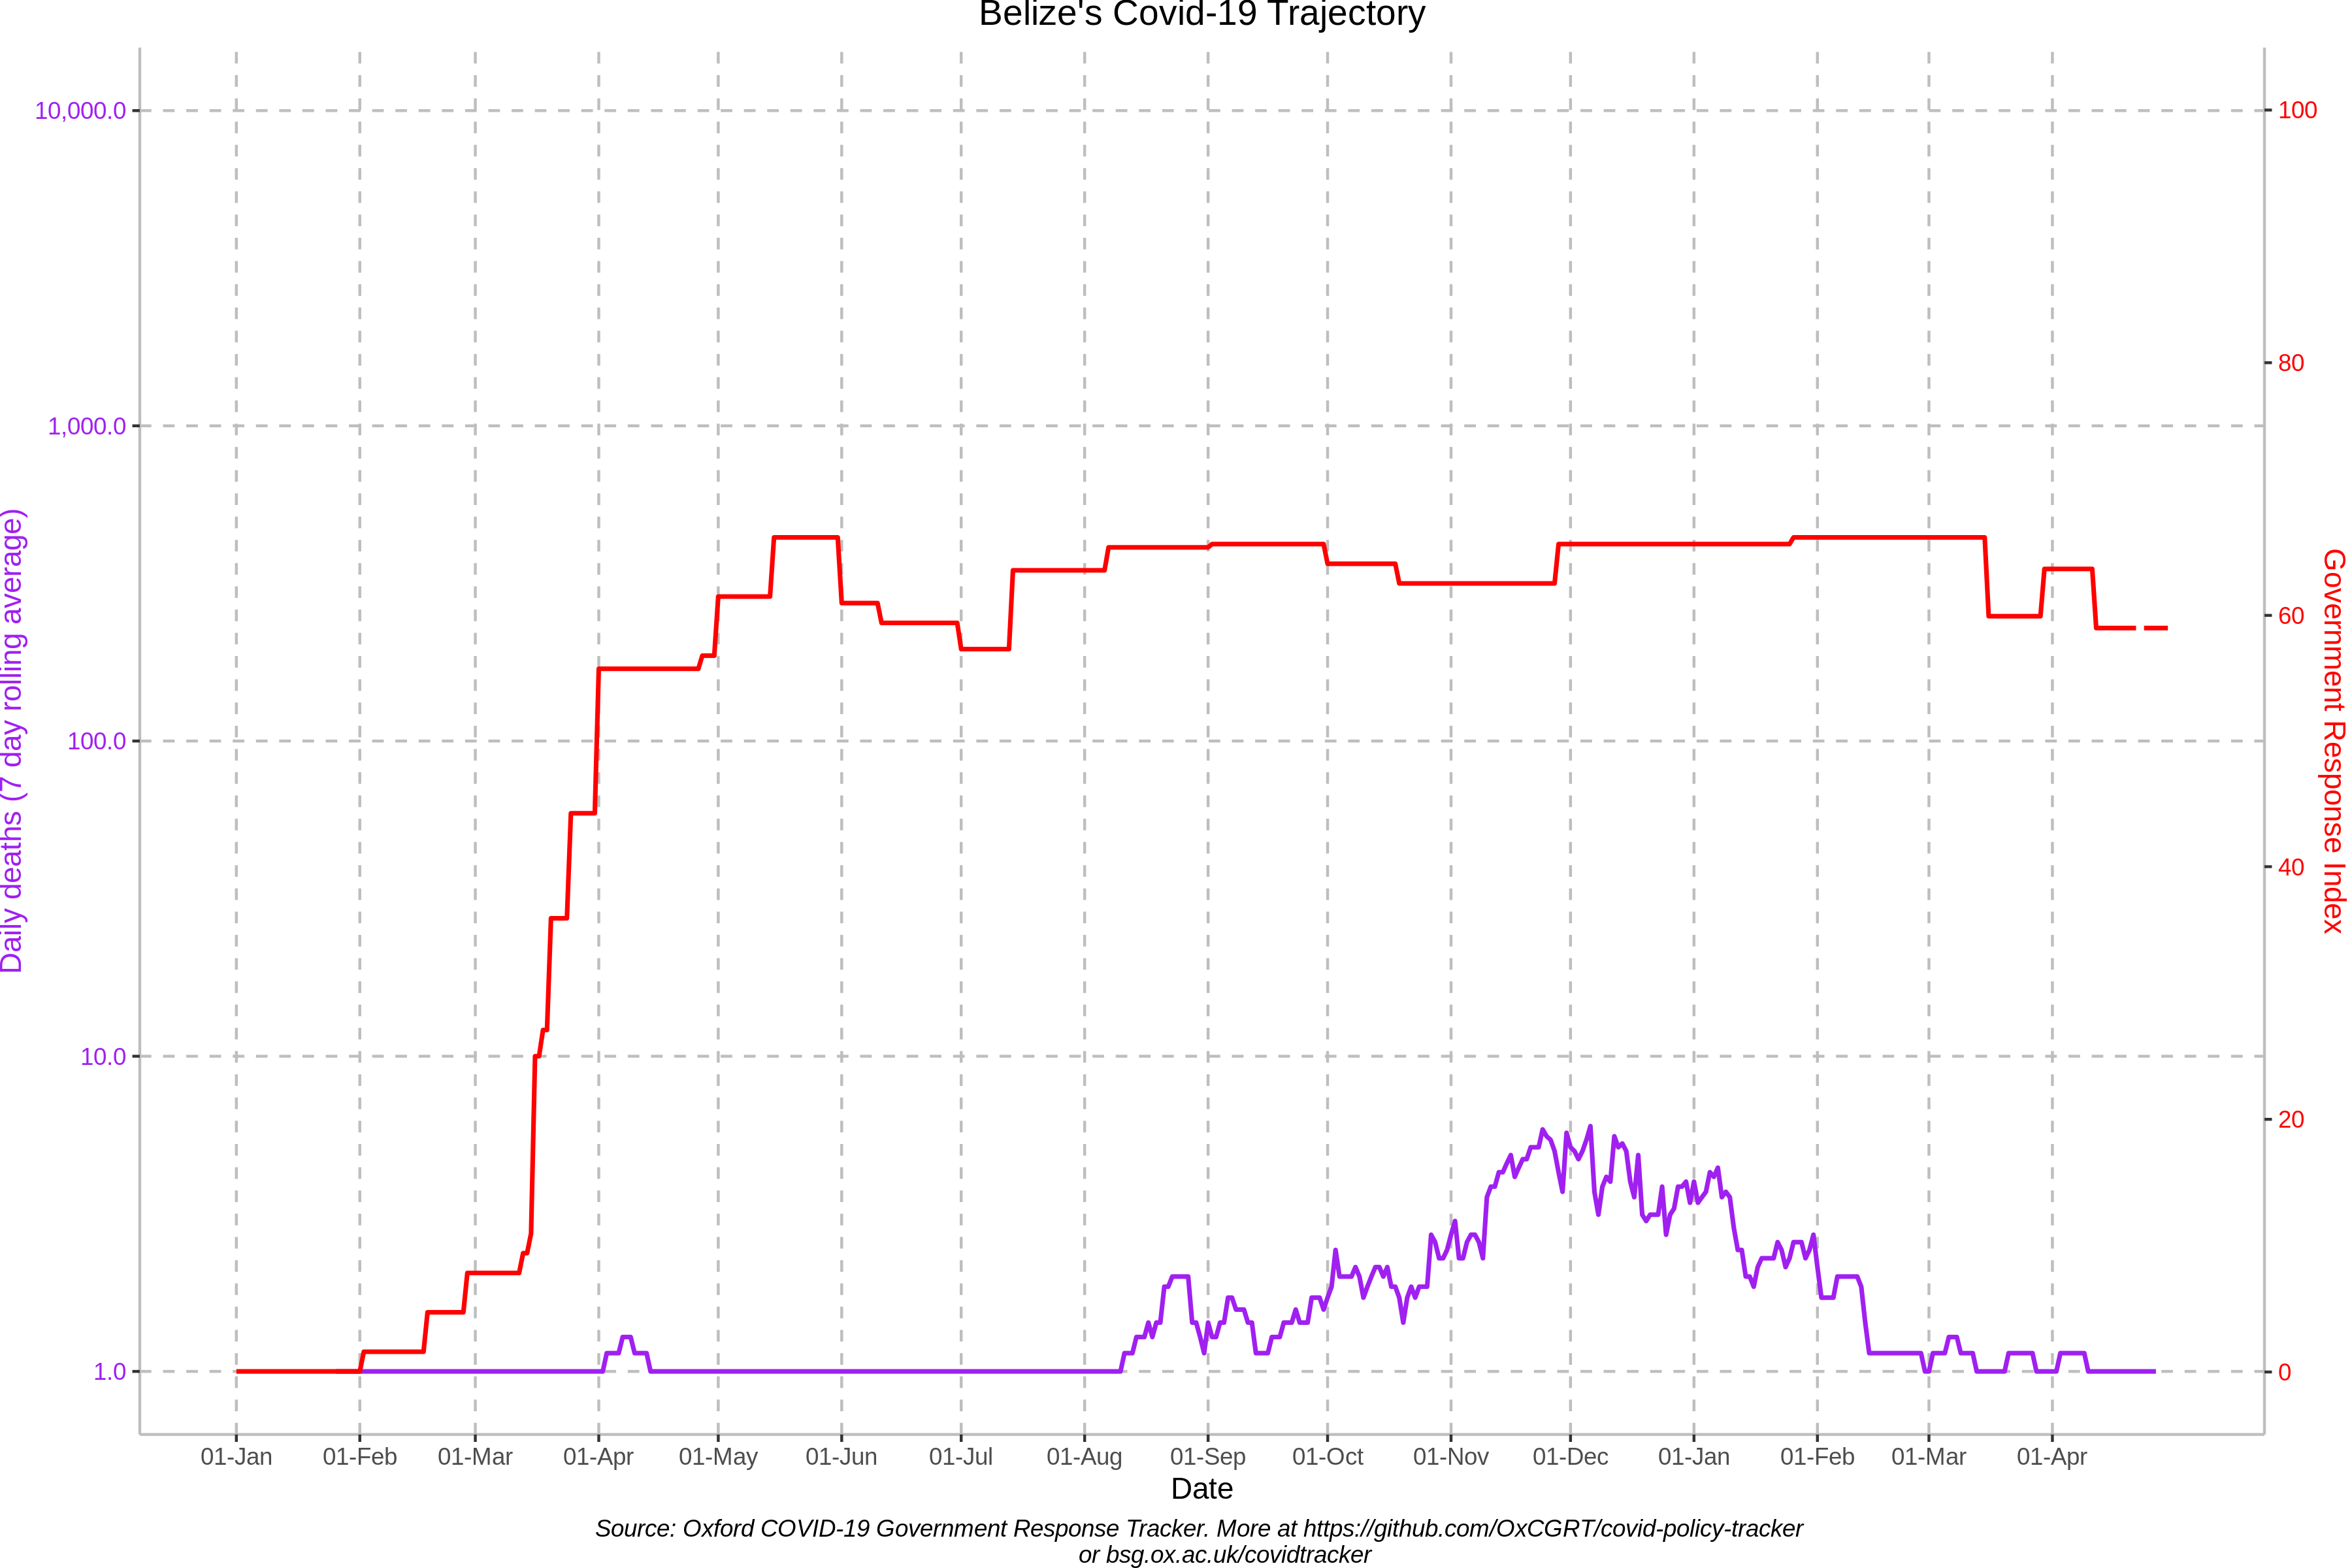 Belize's Covid-19 Trajectory
10,000.0
1,000.0
100.0
10.0
1.0
Daily deaths (7 day rolling average)
100
80
60
40
20
0
Government Response Index
01-Jan 01-Feb 01-Mar 01-Apr 01-May 01-Jun 01-Jul 01-Aug 01-Sep 01-Oct 01-Nov 01-Dec 01-Jan 01-Feb 01-Mar 01-Apr
Date
Source: Oxford COVID-19 Government Response Tracker. More at https://github.com/OxCGRT/covid-policy-tracker
or bsg.ox.ac.uk/covidtracker